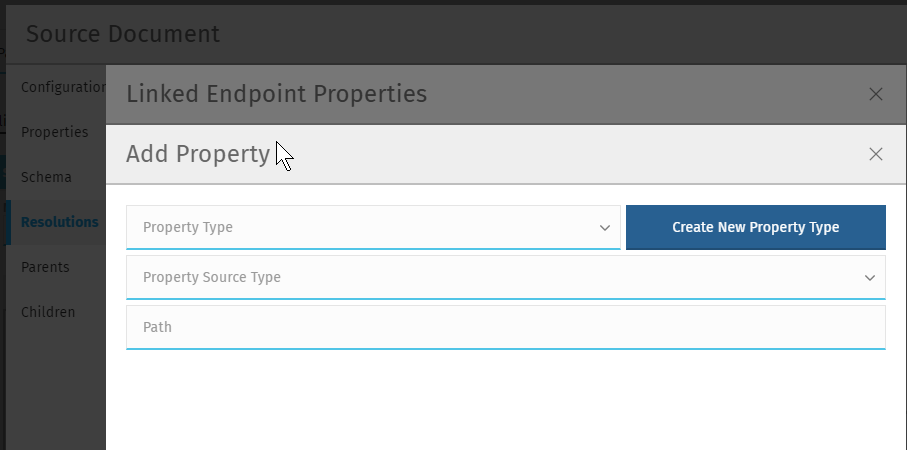 Source Document
Linked Endpoint Properties
Add Property
Configuration
Properties
Schema
Resolutions
Parents
Children
Property Type
Create New Property Type
Property Source Type
Path